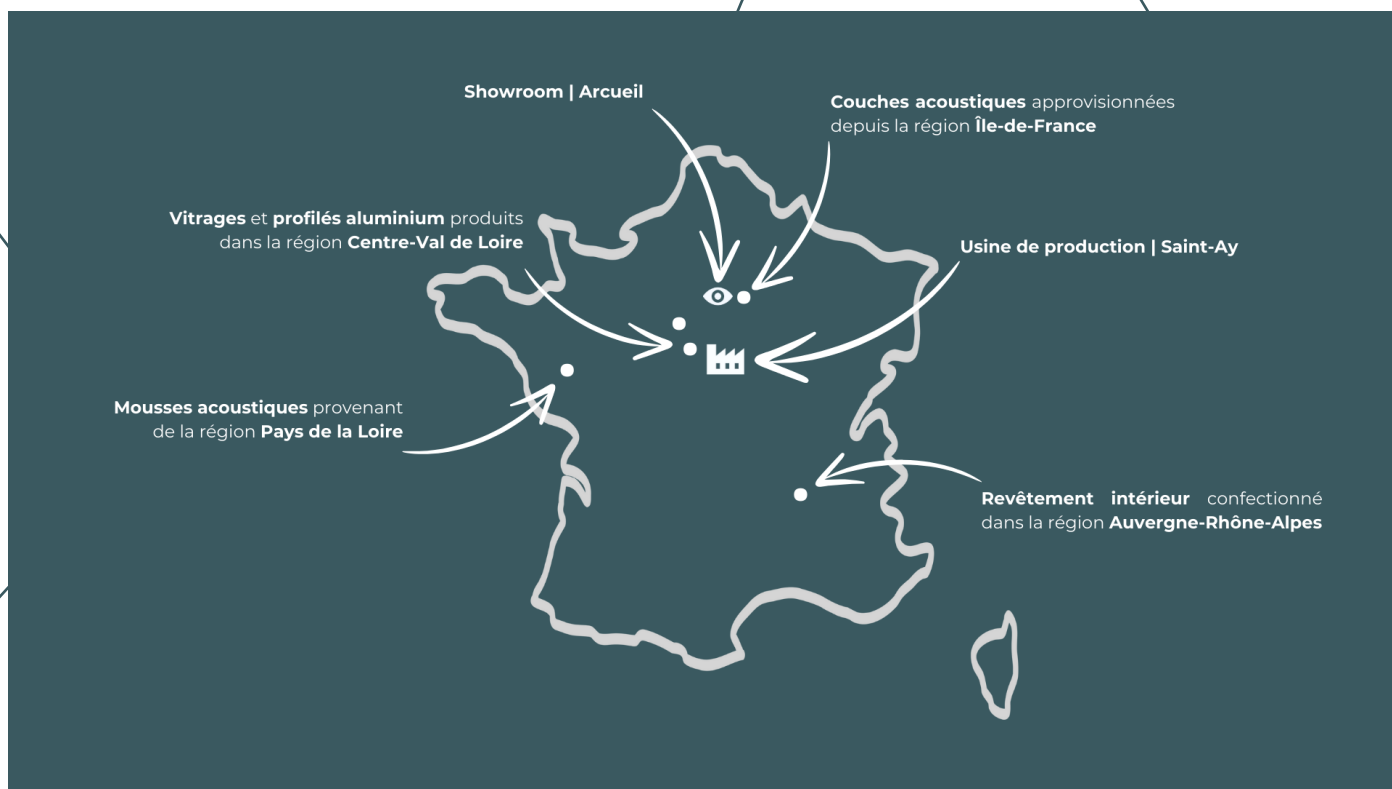 Showroom | Arcueil
Couches acoustiques approvisionnées
depuis la région Île-de-France
Vitrages et profilés aluminium produits
dans la région Centre-Val de Loire
Usine de production | Saint-Ay
Mousses acoustiques provenant
de la région Pays de la Loire
Revêtement intérieur confectionné
dans la région Auvergne-Rhône-Alpes